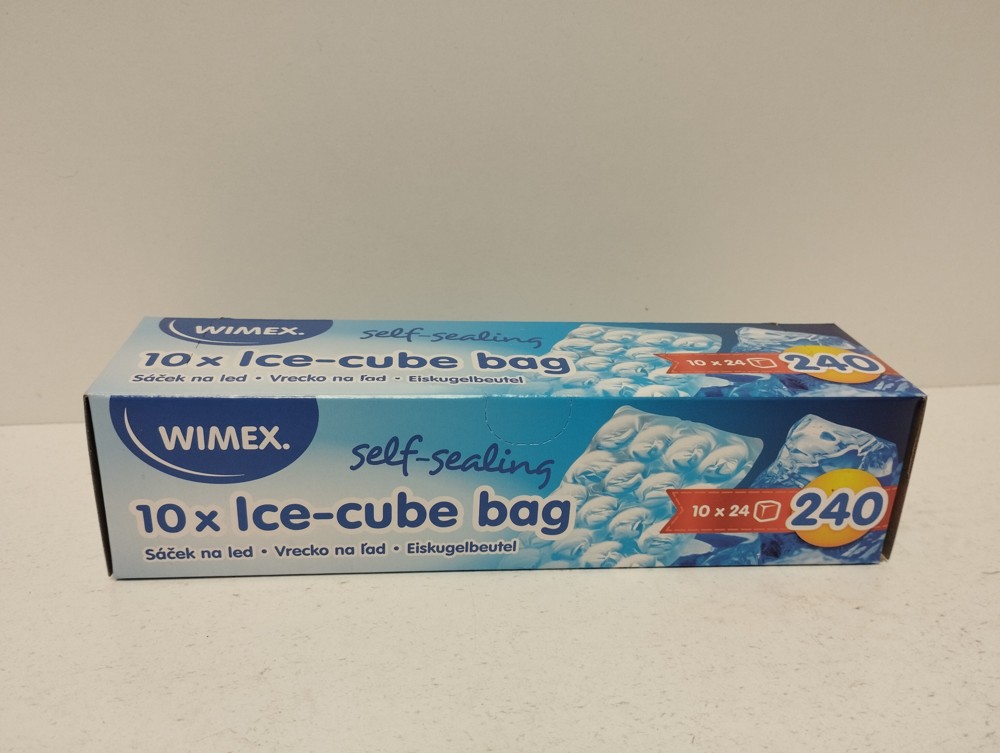 WIMEX.
self-sealing
10 x Ice-cube bag
Sáček na led • Vrecko na ľad • Eiskugelbeutel
10 x 24
240
WIMEX.
self-sealing
10 x Ice-cube bag
Sáček na led • Vrecko na ľad • Eiskugelbeutel
10 x 24
240